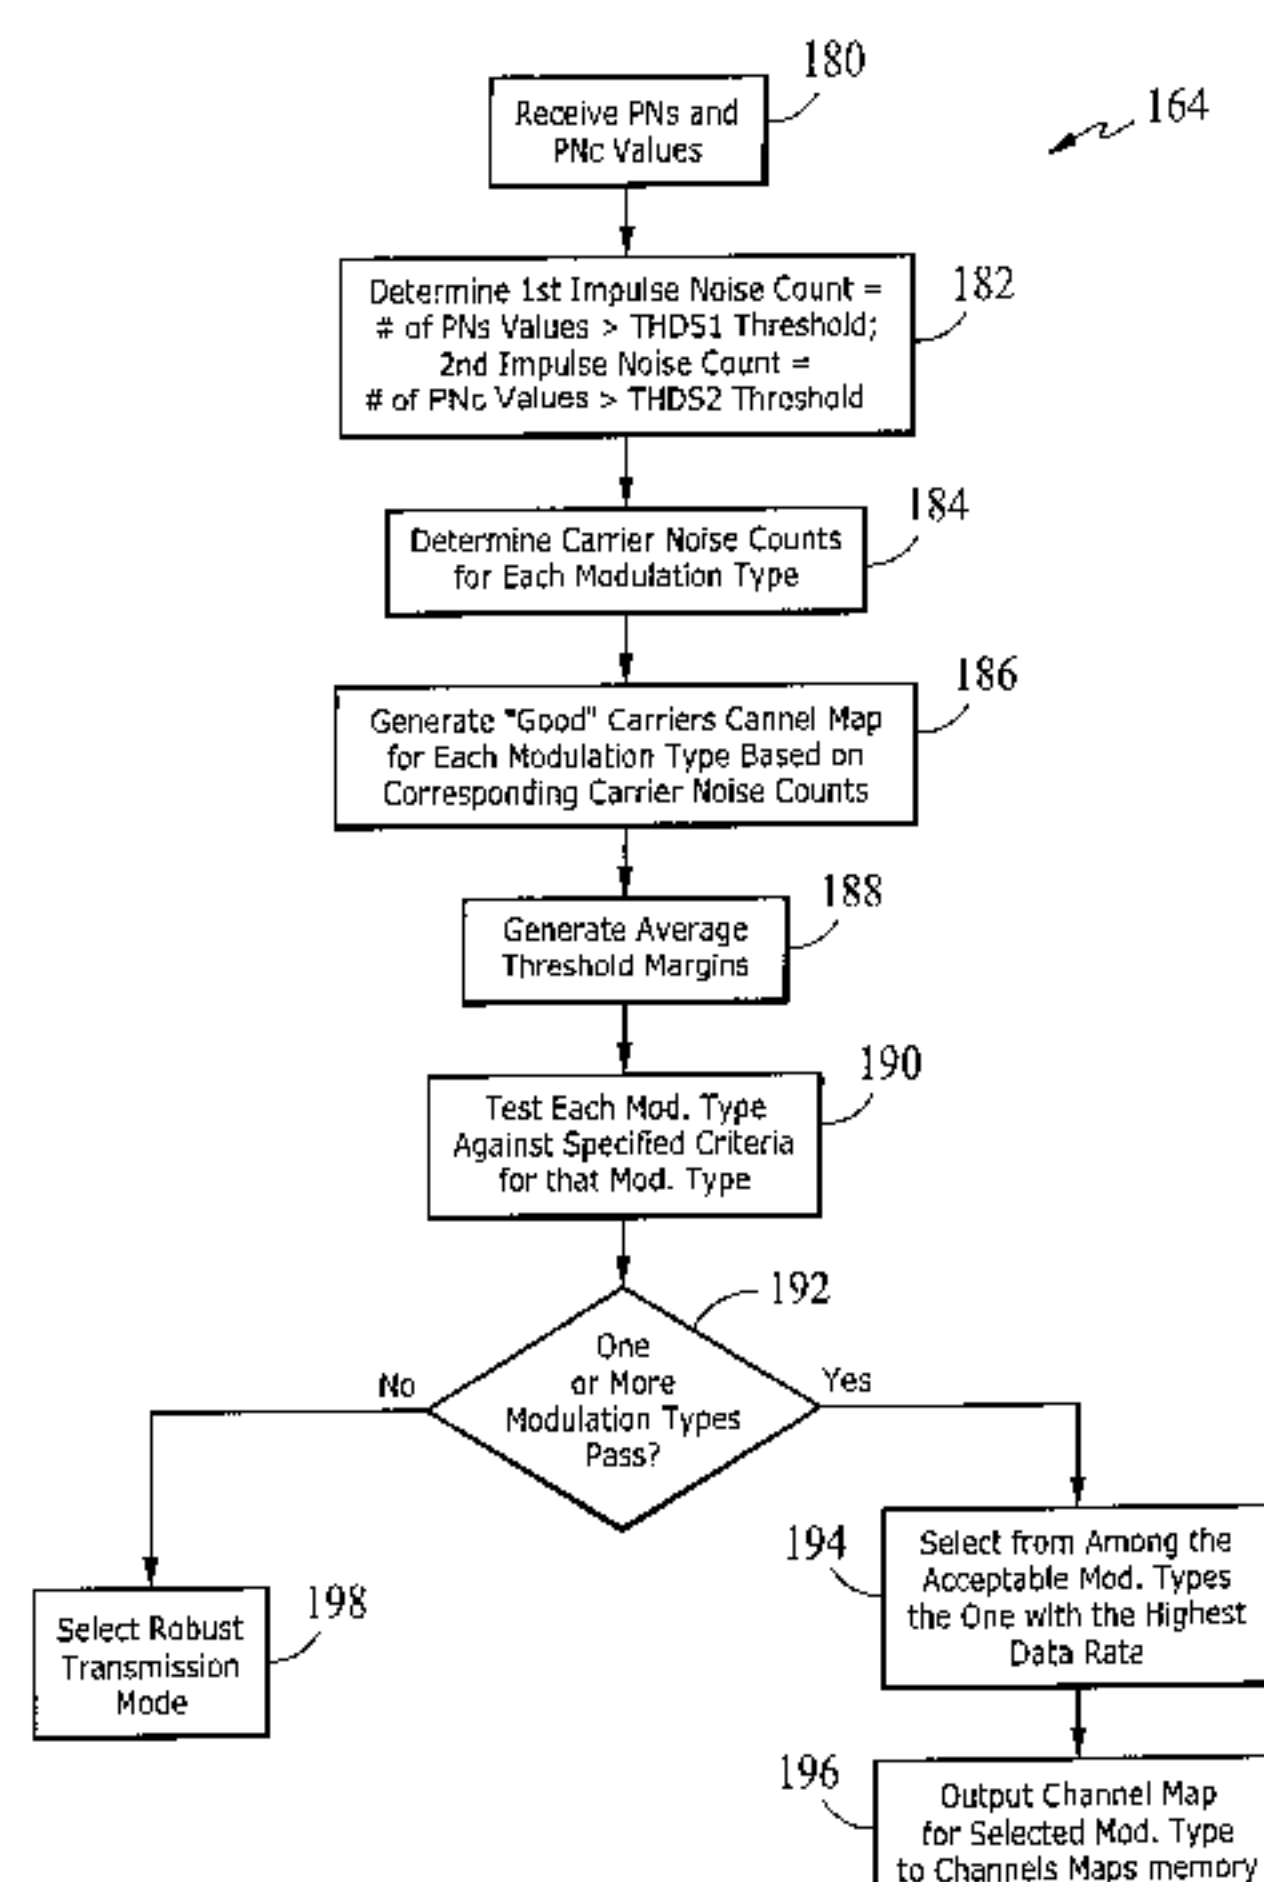 180
164
Receive PNs and
PNc Values
182
Determine 1st Impulse Noise Count =
# of PNs Values > THDS1 Threshold;
2nd Impulse Noise Count =
# of PNc Values > THDS2 Threshold
184
Determine Carrier Noise Counts
for Each Modulation Type
186
Generate "Good" Carriers Cannel Map
for Each Modulation Type Based on
Corresponding Carrier Noise Counts
188
Generate Average
Threshold Margins
190
Test Each Mod. Type
Against Specified Criteria
for that Mod. Type
192
One
or More
Modulation Types
Pass?
No
Yes
194
Select from Among the
Acceptable Mod. Types
the One with the Highest
Data Rate
198
Select Robust
Transmission
Mode
196
Output Channel Map
for Selected Mod. Type
to Channels Maps memory